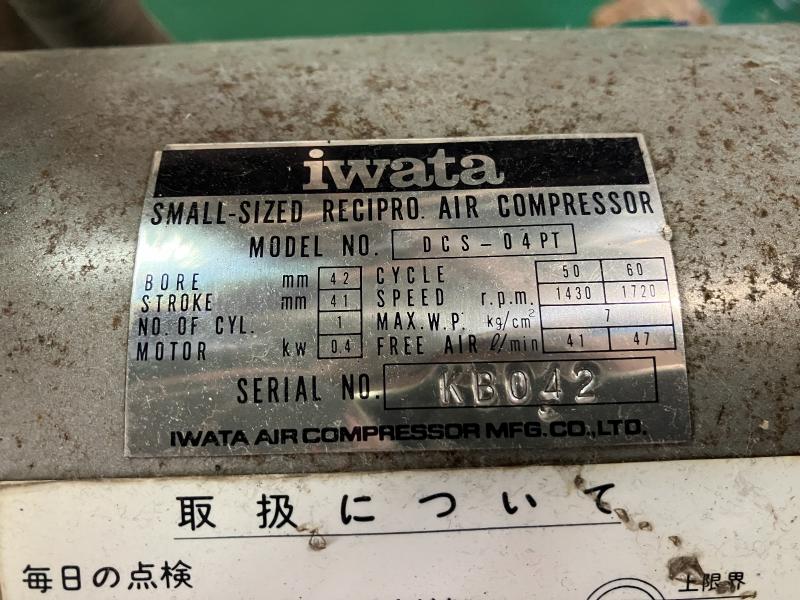 iwata
SMALL-SIZED RECIPRO. AIR COMPRESSOR
MODEL NO. DCS-04PT
BORE mm 42 CYCLE 50 60
STROKE mm 41 SPEED r.p.m. 1430 1720
NO. OF CYL. 1 MAX. W.P. kg/cm² 7
MOTOR kw 0.4 FREE AIR ℓ/min 41 47
SERIAL NO. KB042
IWATA AIR COMPRESSOR MFG. CO., LTD.
取扱について
毎日の点検
上限界